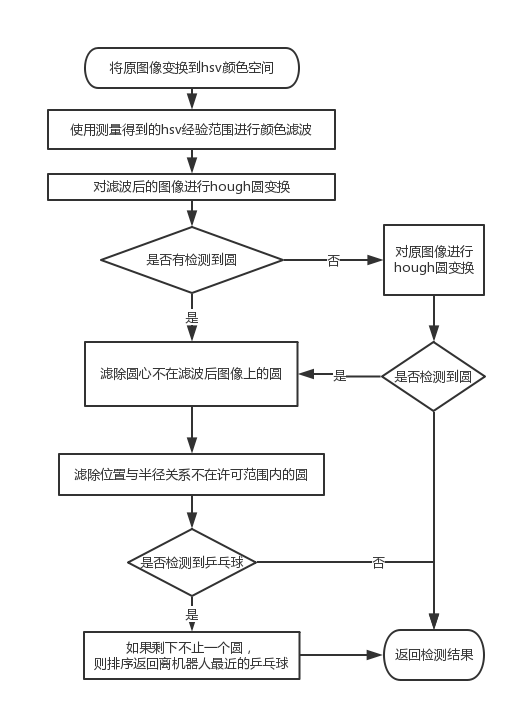 将原图像变换到hsv颜色空间
使用测量得到的hsv经验范围进行颜色滤波
对滤波后的图像进行hough圆变换
是否有检测到圆
否
对原图像进行
hough圆变换
是
滤除圆心不在滤波后图像上的圆
是
是否检测到圆
滤除位置与半径关系不在许可范围内的圆
是否检测到乒乓球
否
是
如果剩下不止一个圆，
则排序返回离机器人最近的乒乓球
返回检测结果